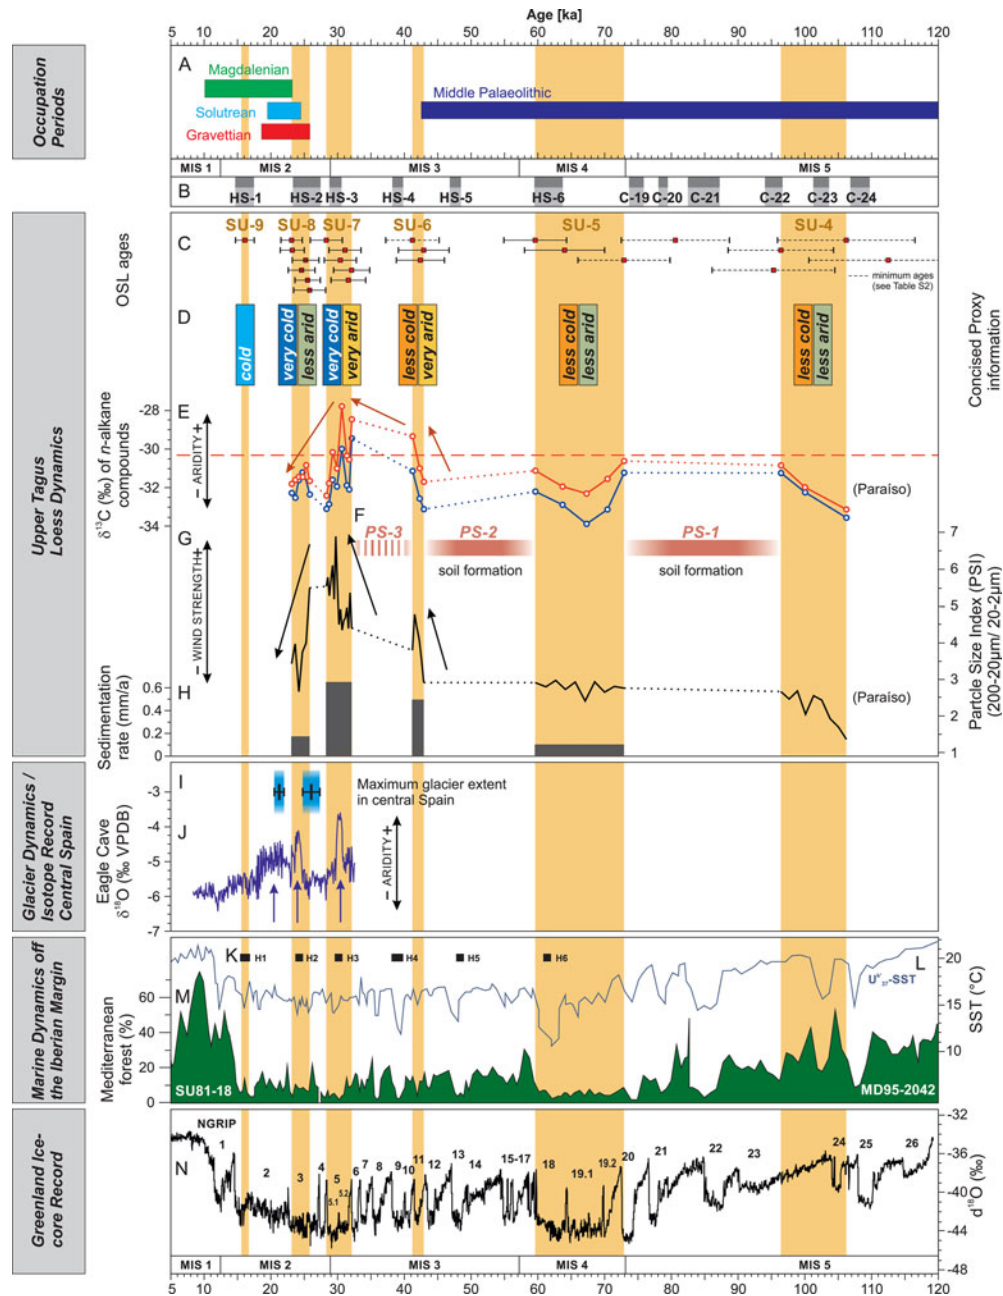 Age [ka]
5 10 20 30 40 50 60 70 80 90 100 110 120
Occupation Periods
A
Magdalenian
Solutrean
Gravettian
Middle Palaeolithic
MIS 1 MIS 2 MIS 3 MIS 4 MIS 5
B
HS-1 HS-2 HS-3 HS-4 HS-5 HS-6 C-19 C-20 C-21 C-22 C-23 C-24
Upper Tagus Loess Dynamics
OSL ages
C
SU-9 SU-8 SU-7 SU-6 SU-5 SU-4
minimum ages
(see Table S2)
D
cold
very cold
less arid
very cold
very arid
less cold
very arid
less cold
less arid
less cold
less arid
Concised Proxy information
E
δ13C (‰) of n-alkane compounds
- ARIDITY +
-28
-30
-32
-34
(Paraíso)
F
PS-3 PS-2 PS-1
soil formation
soil formation
G
- WIND STRENGTH +
Partcle Size Index (PSI)
(200-20µm/ 20-2µm)
7
6
5
4
3
2
1
(Paraíso)
H
Sedimentation rate (mm/a)
0.6
0.4
0.2
0
Glacier Dynamics / Isotope Record Central Spain
I
Maximum glacier extent
in central Spain
J
Eagle Cave
δ18O (‰ VPDB)
-3
-4
-5
-6
-7
- ARIDITY +
Marine Dynamics off the Iberian Margin
K
H1 H2 H3 H4 H5 H6
L
Uk'37-SST
SST (°C)
20
15
10
M
Mediterranean forest (%)
60
40
20
0
SU81-18
MD95-2042
Greenland Ice-core Record
NGRIP
N
1 2 3 4 5 5.1 5.2 6 7 8 9 10 11 12 13 14 15-17 18 19.1 19.2 20 21 22 23 24 25 26
d18O (‰)
-32
-36
-40
-44
-48
MIS 1 MIS 2 MIS 3 MIS 4 MIS 5
5 10 20 30 40 50 60 70 80 90 100 110 120